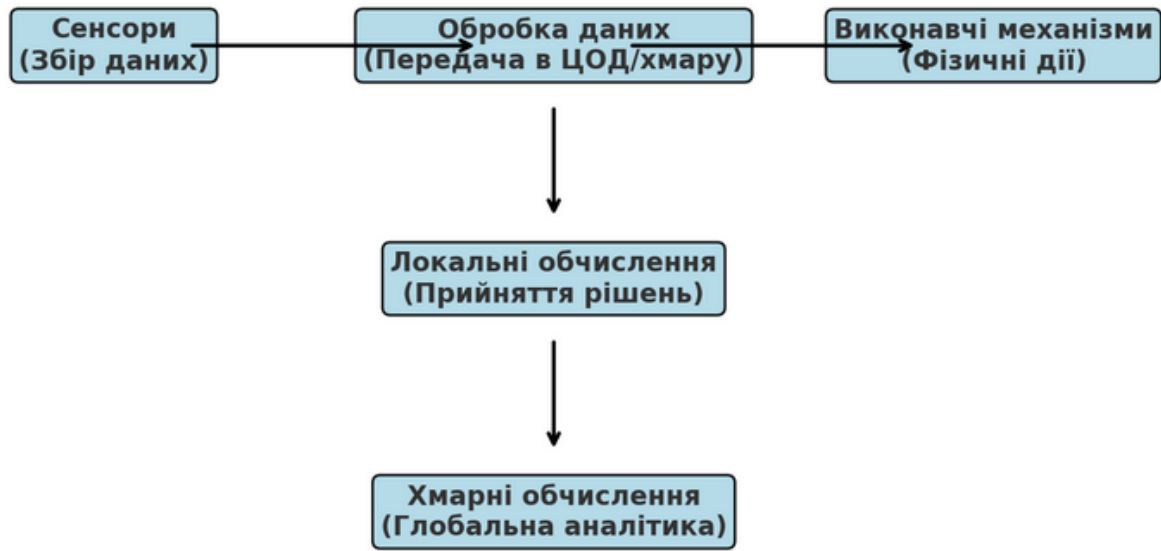 Сенсори
(Збір даних)
Обробка даних
(Передача в ЦОД/хмару)
Виконавчі механізми
(Фізичні дії)
Локальні обчислення
(Прийняття рішень)
Хмарні обчислення
(Глобальна аналітика)